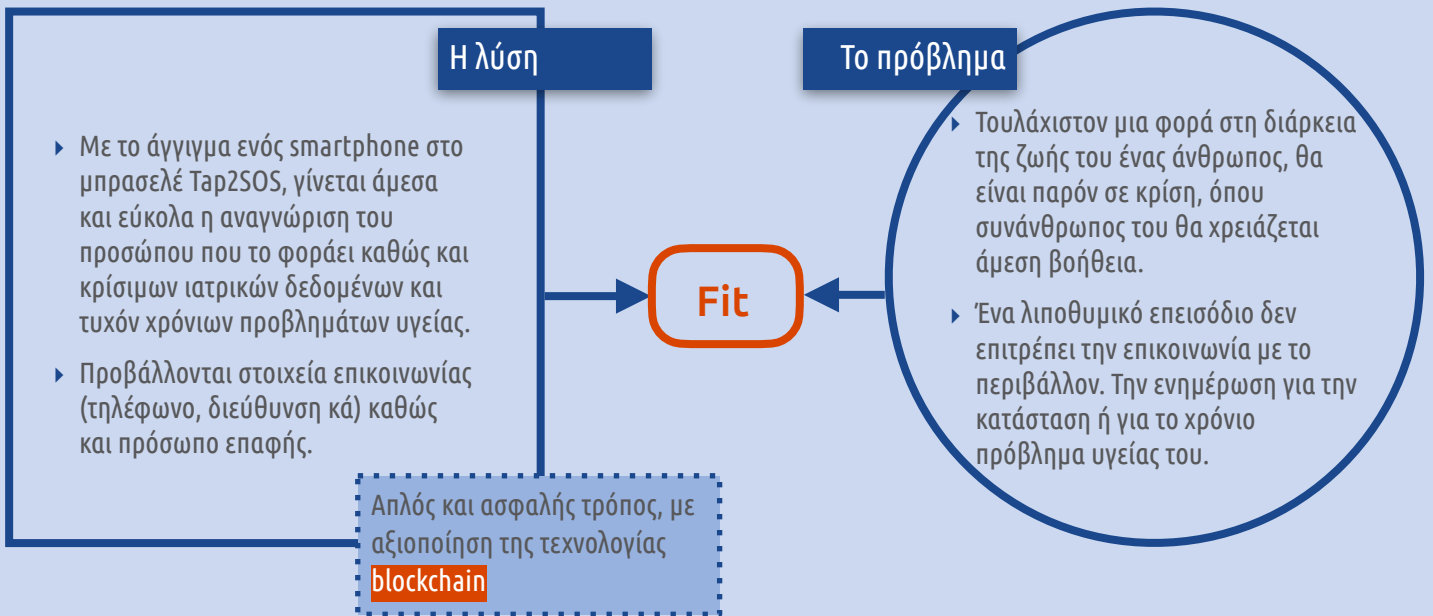 Η λύση
Με το άγγιγμα ενός smartphone στο
μπρασελέ Tap2SOS, γίνεται άμεσα
και εύκολα η αναγνώριση του
προσώπου που το φοράει καθώς και
κρίσιμων ιατρικών δεδομένων και
τυχόν χρόνιων προβλημάτων υγείας.
Προβάλλονται στοιχεία επικοινωνίας
(τηλέφωνο, διεύθυνση κά) καθώς
και πρόσωπο επαφής.
Απλός και ασφαλής τρόπος, με
αξιοποίηση της τεχνολογίας
blockchain
Fit
Το πρόβλημα
Τουλάχιστον μια φορά στη διάρκεια
της ζωής του ένας άνθρωπος, θα
είναι παρόν σε κρίση, όπου
συνάνθρωπος του θα χρειάζεται
άμεση βοήθεια.
Ένα λιποθυμικό επεισόδιο δεν
επιτρέπει την επικοινωνία με το
περιβάλλον. Την ενημέρωση για την
κατάσταση ή για το χρόνιο
πρόβλημα υγείας του.